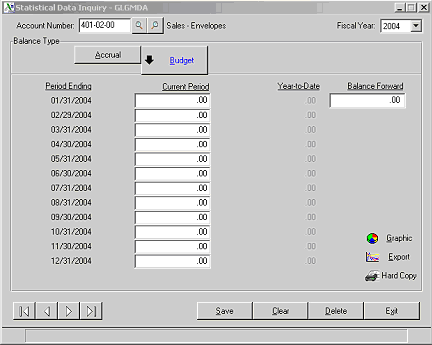 Statistical Data Inquiry - GLGMDA
Account Number: 401-02-00 Sales - Envelopes Fiscal Year: 2004
Balance Type
Accrual Budget
Period Ending Current Period Year-to-Date Balance Forward
01/31/2004 .00 .00 .00
02/29/2004 .00 .00
03/31/2004 .00 .00
04/30/2004 .00 .00
05/31/2004 .00 .00
06/30/2004 .00 .00
07/31/2004 .00 .00
08/31/2004 .00 .00
09/30/2004 .00 .00
10/31/2004 .00 .00
11/30/2004 .00 .00
12/31/2004 .00 .00
Graphic
Export
Hard Copy
Save Clear Delete Exit